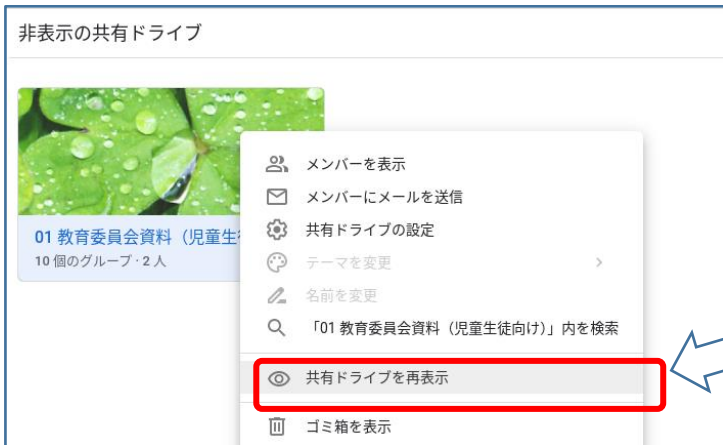 非表示の共有ドライブ
01 教育委員会資料（児童生
10 個のグループ・2 人
メンバーを表示
メンバーにメールを送信
共有ドライブの設定
テーマを変更
名前を変更
「01 教育委員会資料（児童生徒向け）」内を検索
共有ドライブを再表示
ゴミ箱を表示